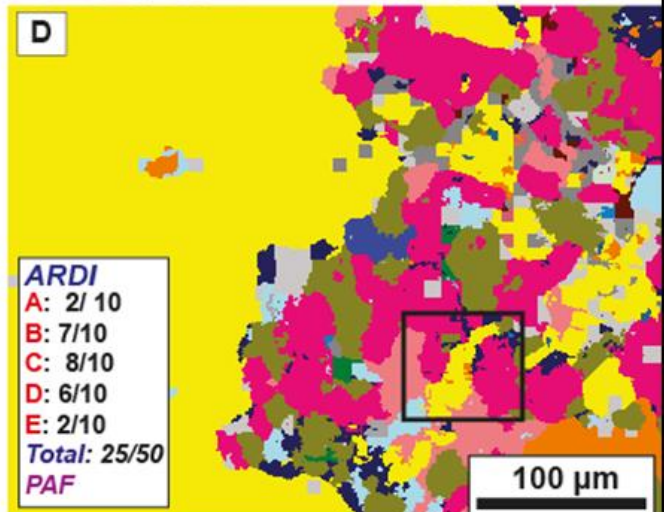 D
ARDI
A: 2/ 10
B: 7/10
C: 8/10
D: 6/10
E: 2/10
Total: 25/50
PAF
100 µm